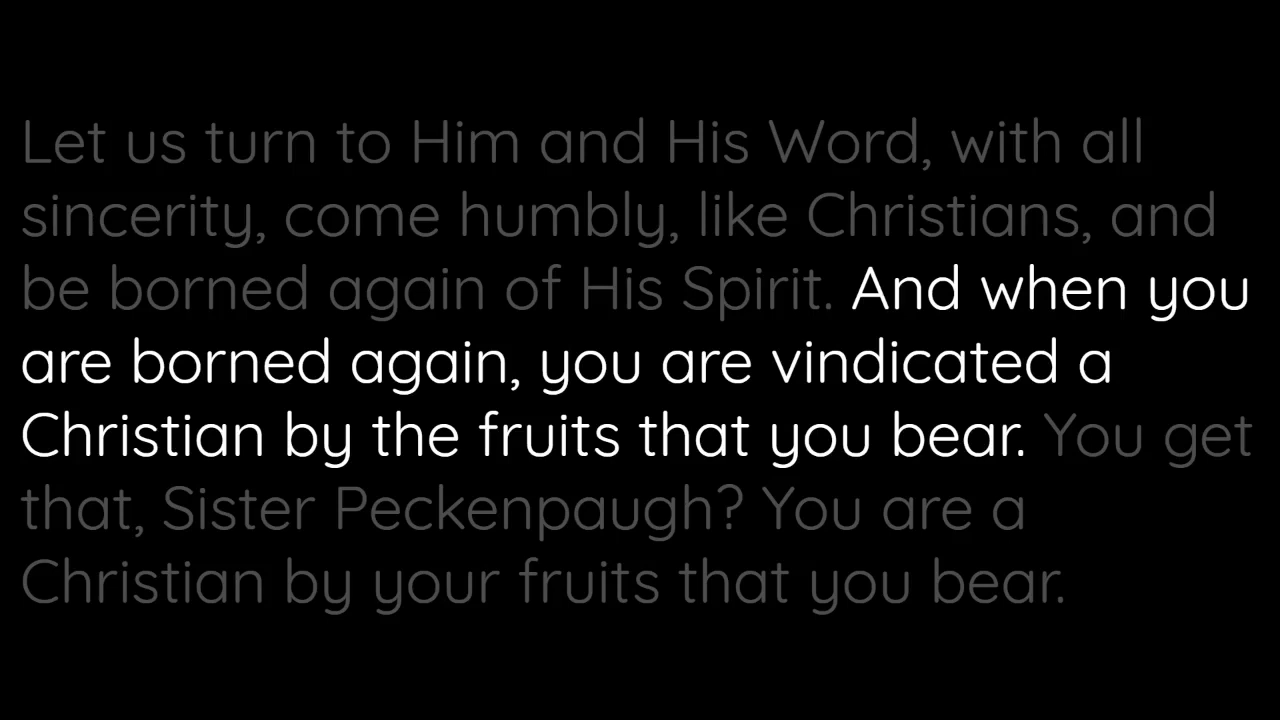 Let us turn to Him and His Word, with all
sincerity, come humbly, like Christians, and
be borned again of His Spirit. And when you
are borned again, you are vindicated a
Christian by the fruits that you bear. You get
that, Sister Peckenpaugh? You are a
Christian by your fruits that you bear.